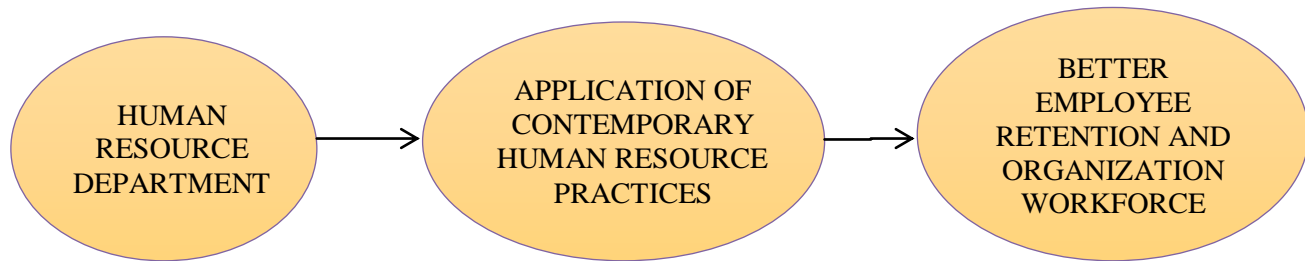 HUMAN
RESOURCE
DEPARTMENT
APPLICATION OF
CONTEMPORARY
HUMAN RESOURCE
PRACTICES
BETTER
EMPLOYEE
RETENTION AND
ORGANIZATION
WORKFORCE